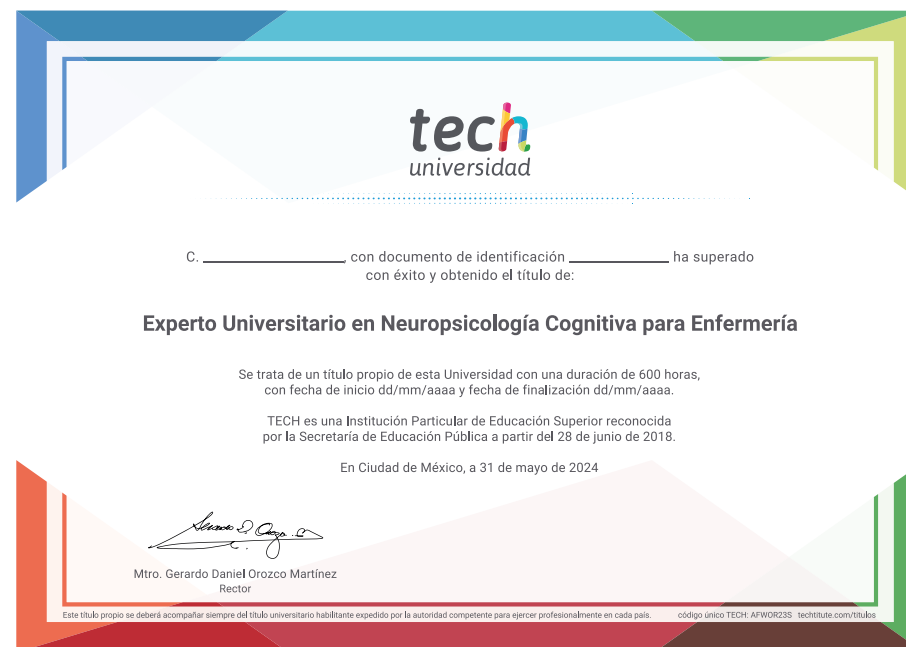 tech
universidad
C. ____________________, con documento de identificación ______________ ha superado
con éxito y obtenido el título de:
Experto Universitario en Neuropsicología Cognitiva para Enfermería
Se trata de un título propio de esta Universidad con una duración de 600 horas,
con fecha de inicio dd/mm/aaaa y fecha de finalización dd/mm/aaaa.
TECH es una Institución Particular de Educación Superior reconocida
por la Secretaría de Educación Pública a partir del 28 de junio de 2018.
En Ciudad de México, a 31 de mayo de 2024
Mtro. Gerardo Daniel Orozco Martínez
Rector
Este título propio se deberá acompañar siempre del título universitario habilitante expedido por la autoridad competente para ejercer profesionalmente en cada país. código único TECH: AFWOR23S techtitute.com/titulos